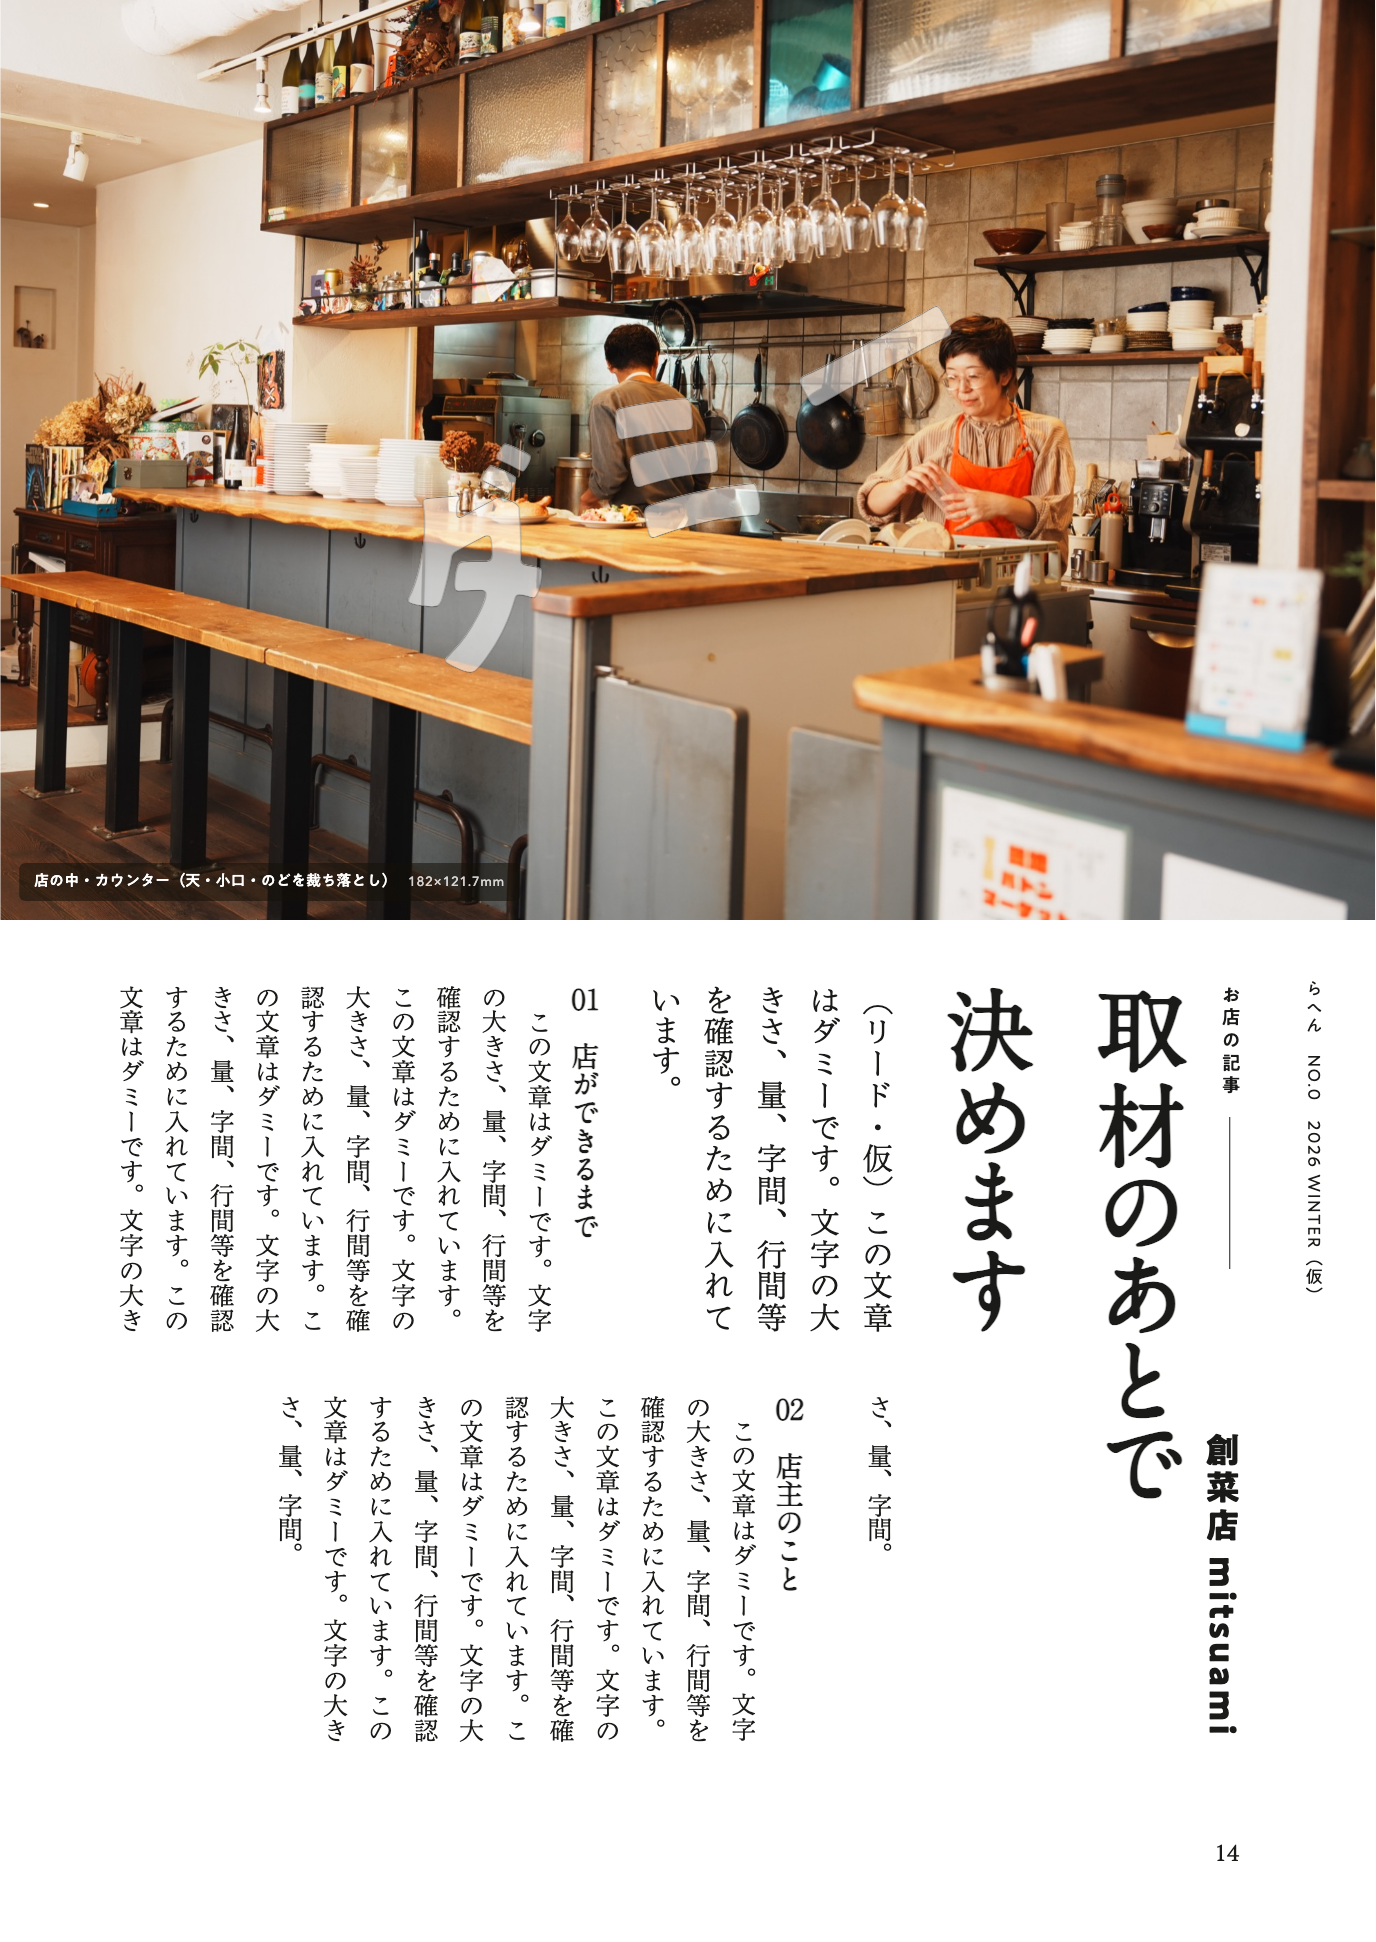 ダミー
店の中・カウンター（天・小口・のどを裁ち落とし） 182×121.7mm
らへん NO.0 2026 WINTER（仮）
お店の記事
創菜店 mitsuami
取材のあとで
決めます
（リード・仮）この文章
はダミーです。文字の大
きさ、量、字間、行間等
を確認するために入れて
います。
01 店ができるまで
この文章はダミーです。文字
の大きさ、量、字間、行間等を
確認するために入れています。
この文章はダミーです。文字の
大きさ、量、字間、行間等を確
認するために入れています。こ
の文章はダミーです。文字の大
きさ、量、字間、行間等を確認
するために入れています。この
文章はダミーです。文字の大き
さ、量、字間。
02 店主のこと
この文章はダミーです。文字
の大きさ、量、字間、行間等を
確認するために入れています。
この文章はダミーです。文字の
大きさ、量、字間、行間等を確
認するために入れています。こ
の文章はダミーです。文字の大
きさ、量、字間、行間等を確認
するために入れています。この
文章はダミーです。文字の大き
さ、量、字間。
14